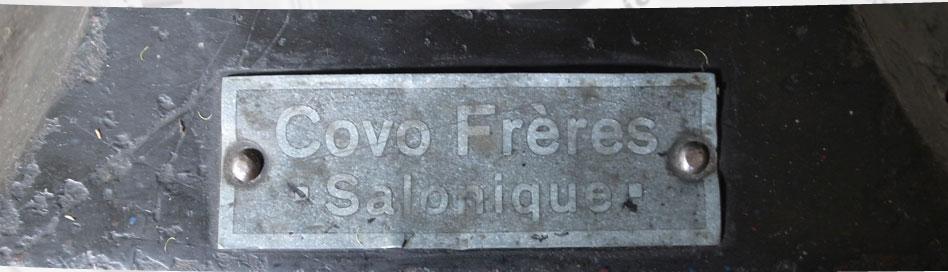 Covo Frères
▪ Salonique ▪